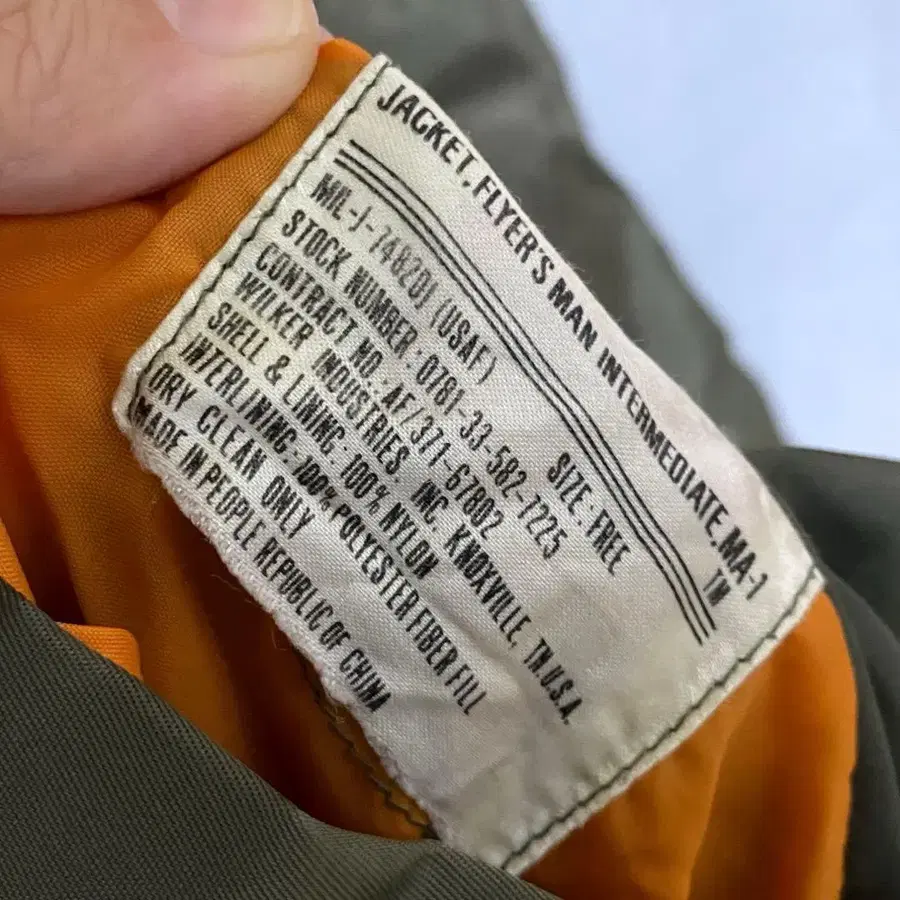 JACKET, FLYER'S MAN INTERMEDIATE, MA-1
TM
MIL-J-7482DJ (USAF)
SIZE: FREE
STOCK NUMBER: 0781-33-582-7225
CONTRACT NO.: AF/371-67802
WILKER INDUSTRIES. INC. KNOXVILLE, TN.U.S.A.
SHELL & LINING: 100% NYLON
INTERLINING: 100% POLYESTER FIBER FILL
DRY CLEAN ONLY
MADE IN PEOPLE REPUBLIC OF CHINA